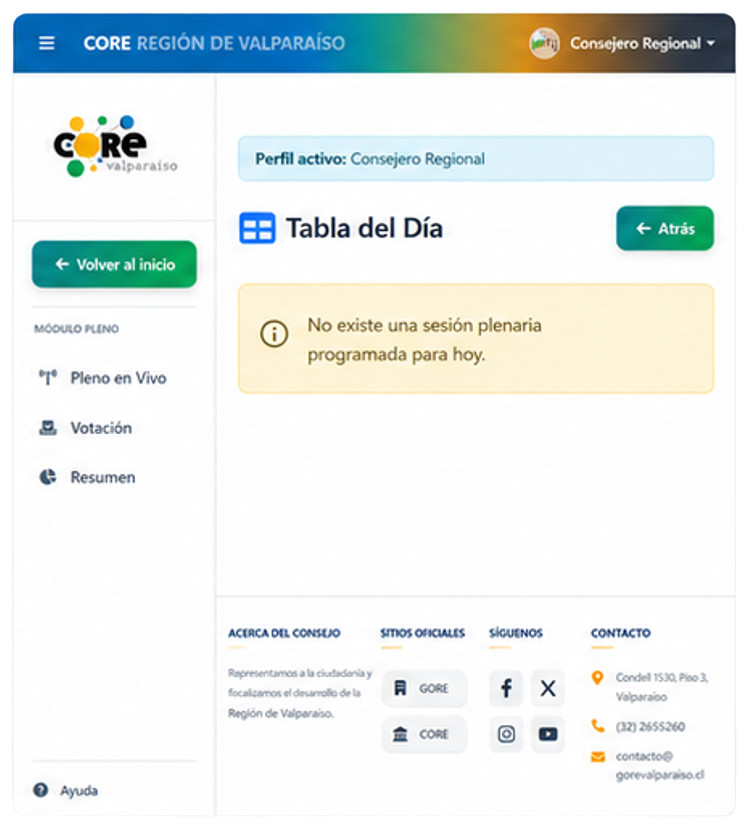 CORE REGIÓN DE VALPARAÍSO
Consejero Regional
CORE
valparaíso
Volver al inicio
MÓDULO PLENO
Pleno en Vivo
Votación
Resumen
Ayuda
Perfil activo: Consejero Regional
Tabla del Día
Atrás
No existe una sesión plenaria
programada para hoy.
ACERCA DEL CONSEJO
Representamos a la ciudadanía y
focalizamos el desarrollo de la
Región de Valparaíso.
SITIOS OFICIALES
GORE
CORE
SÍGUENOS
CONTACTO
Condell 1530, Piso 3,
Valparaíso
(32) 2655260
contacto@
gorevalparaiso.cl